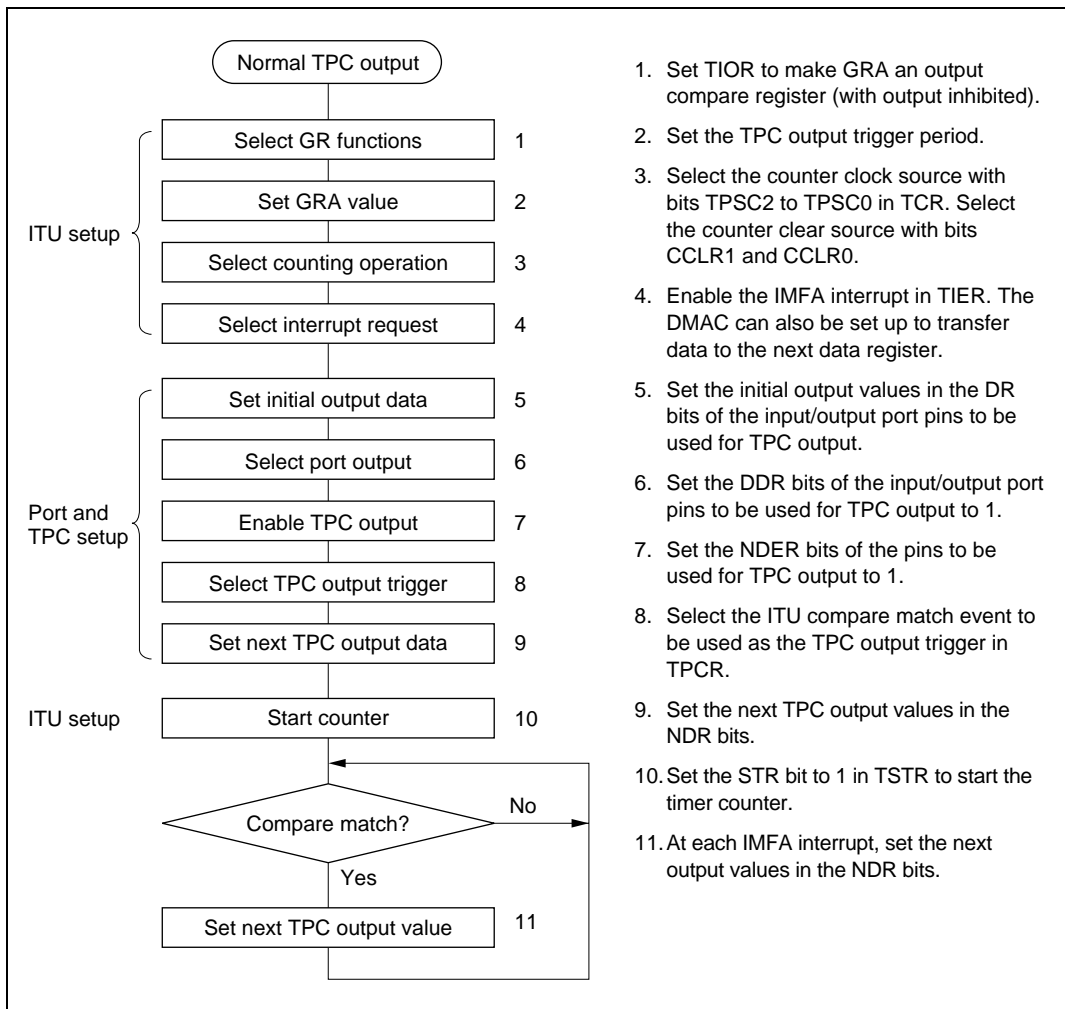 Normal TPC output
ITU setup
Select GR functions 1
Set GRA value 2
Select counting operation 3
Select interrupt request 4
Port and
TPC setup
Set initial output data 5
Select port output 6
Enable TPC output 7
Select TPC output trigger 8
Set next TPC output data 9
ITU setup
Start counter 10
Compare match?
No
Yes
Set next TPC output value 11
1. Set TIOR to make GRA an output
compare register (with output inhibited).
2. Set the TPC output trigger period.
3. Select the counter clock source with
bits TPSC2 to TPSC0 in TCR. Select
the counter clear source with bits
CCLR1 and CCLR0.
4. Enable the IMFA interrupt in TIER. The
DMAC can also be set up to transfer
data to the next data register.
5. Set the initial output values in the DR
bits of the input/output port pins to be
used for TPC output.
6. Set the DDR bits of the input/output port
pins to be used for TPC output to 1.
7. Set the NDER bits of the pins to be
used for TPC output to 1.
8. Select the ITU compare match event to
be used as the TPC output trigger in
TPCR.
9. Set the next TPC output values in the
NDR bits.
10. Set the STR bit to 1 in TSTR to start the
timer counter.
11. At each IMFA interrupt, set the next
output values in the NDR bits.